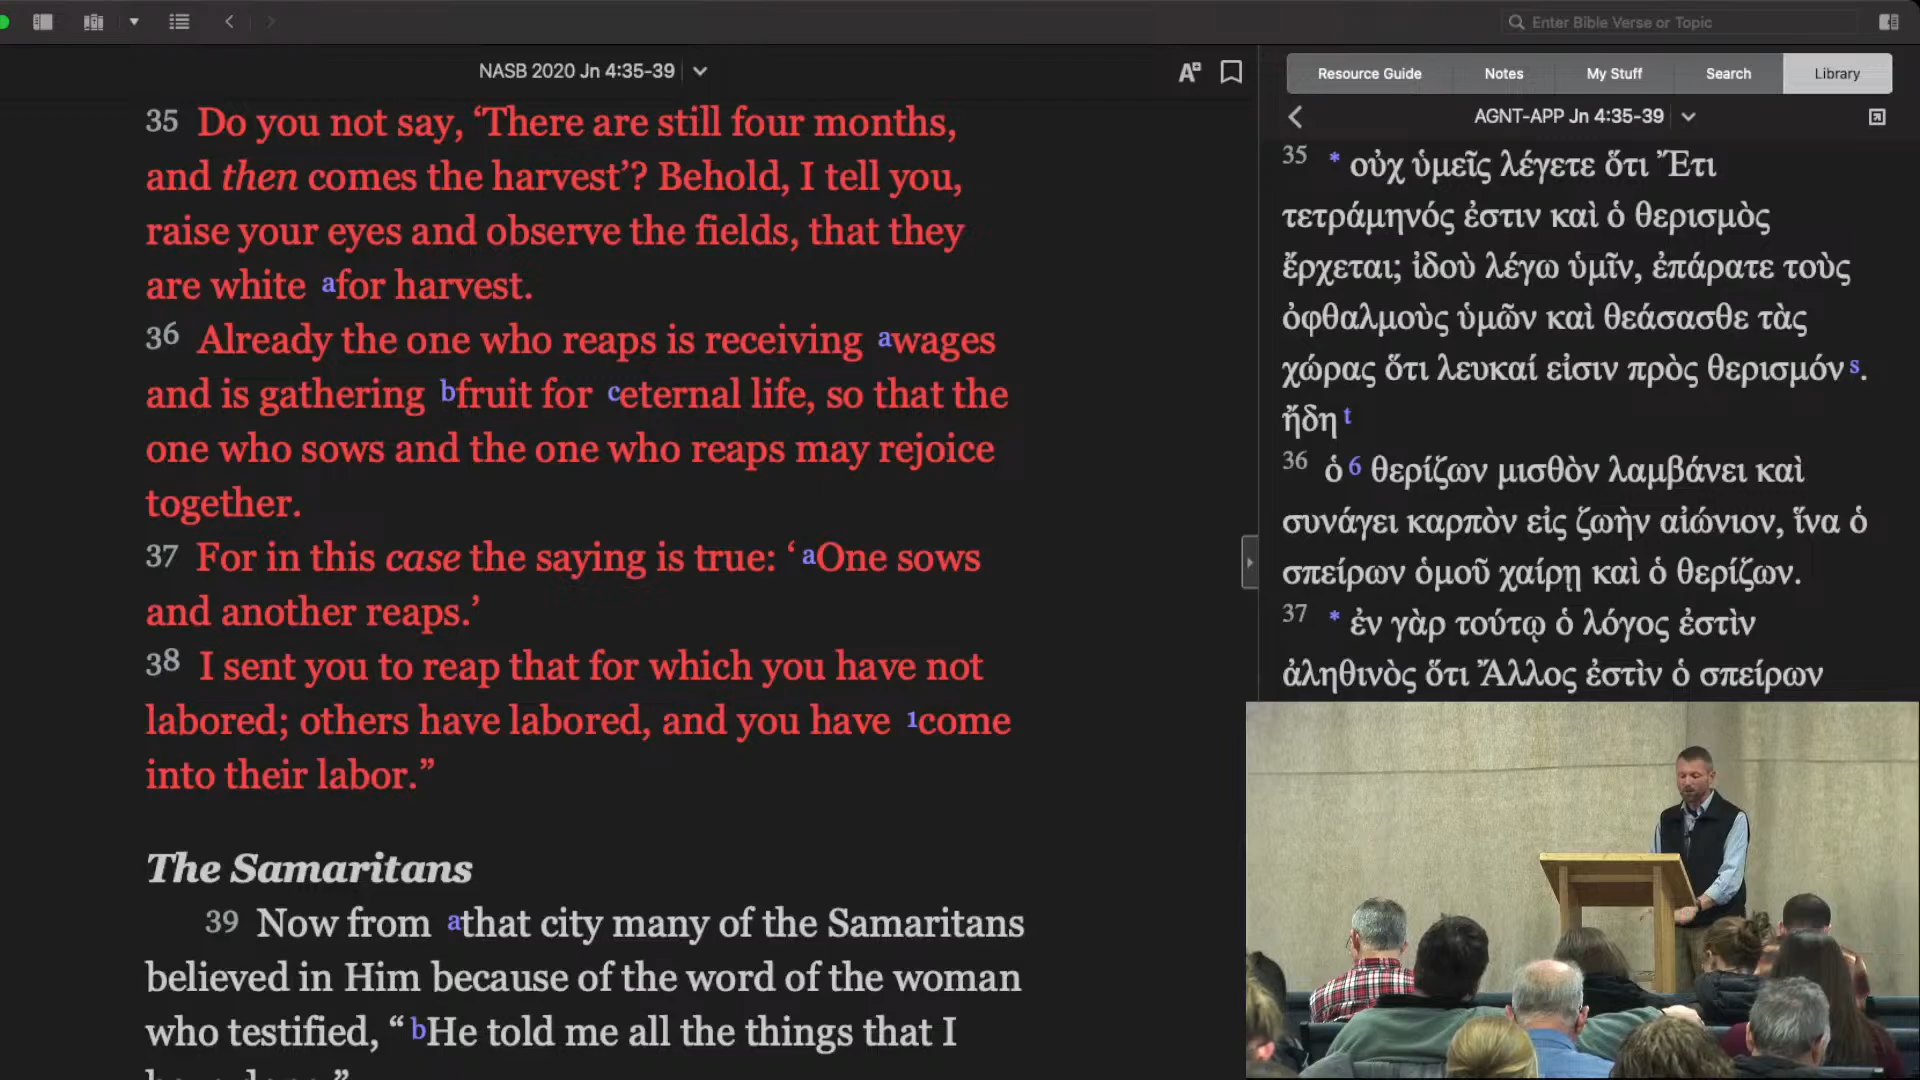 Enter Bible Verse or Topic
NASB 2020 Jn 4:35-39
35 Do you not say, ‘There are still four months,
and then comes the harvest’? Behold, I tell you,
raise your eyes and observe the fields, that they
are white afor harvest.
36 Already the one who reaps is receiving awages
and is gathering bfruit for ceternal life, so that the
one who sows and the one who reaps may rejoice
together.
37 For in this case the saying is true: ‘aOne sows
and another reaps.’
38 I sent you to reap that for which you have not
labored; others have labored, and you have 1come
into their labor.”
The Samaritans
39 Now from athat city many of the Samaritans
believed in Him because of the word of the woman
who testified, “bHe told me all the things that I
Resource Guide Notes My Stuff Search Library
AGNT-APP Jn 4:35-39
35 * οὐχ ὑμεῖς λέγετε ὅτι Ἔτι
τετράμηνός ἐστιν καὶ ὁ θερισμὸς
ἔρχεται; ἰδοὺ λέγω ὑμῖν, ἐπάρατε τοὺς
ὀφθαλμοὺς ὑμῶν καὶ θεάσασθε τὰς
χώρας ὅτι λευκαί εἰσιν πρὸς θερισμόν s.
ἤδη t
36 ὁ 6 θερίζων μισθὸν λαμβάνει καὶ
συνάγει καρπὸν εἰς ζωὴν αἰώνιον, ἵνα ὁ
σπείρων ὁμοῦ χαίρῃ καὶ ὁ θερίζων.
37 * ἐν γὰρ τούτῳ ὁ λόγος ἐστὶν
ἀληθινὸς ὅτι Ἄλλος ἐστὶν ὁ σπείρων